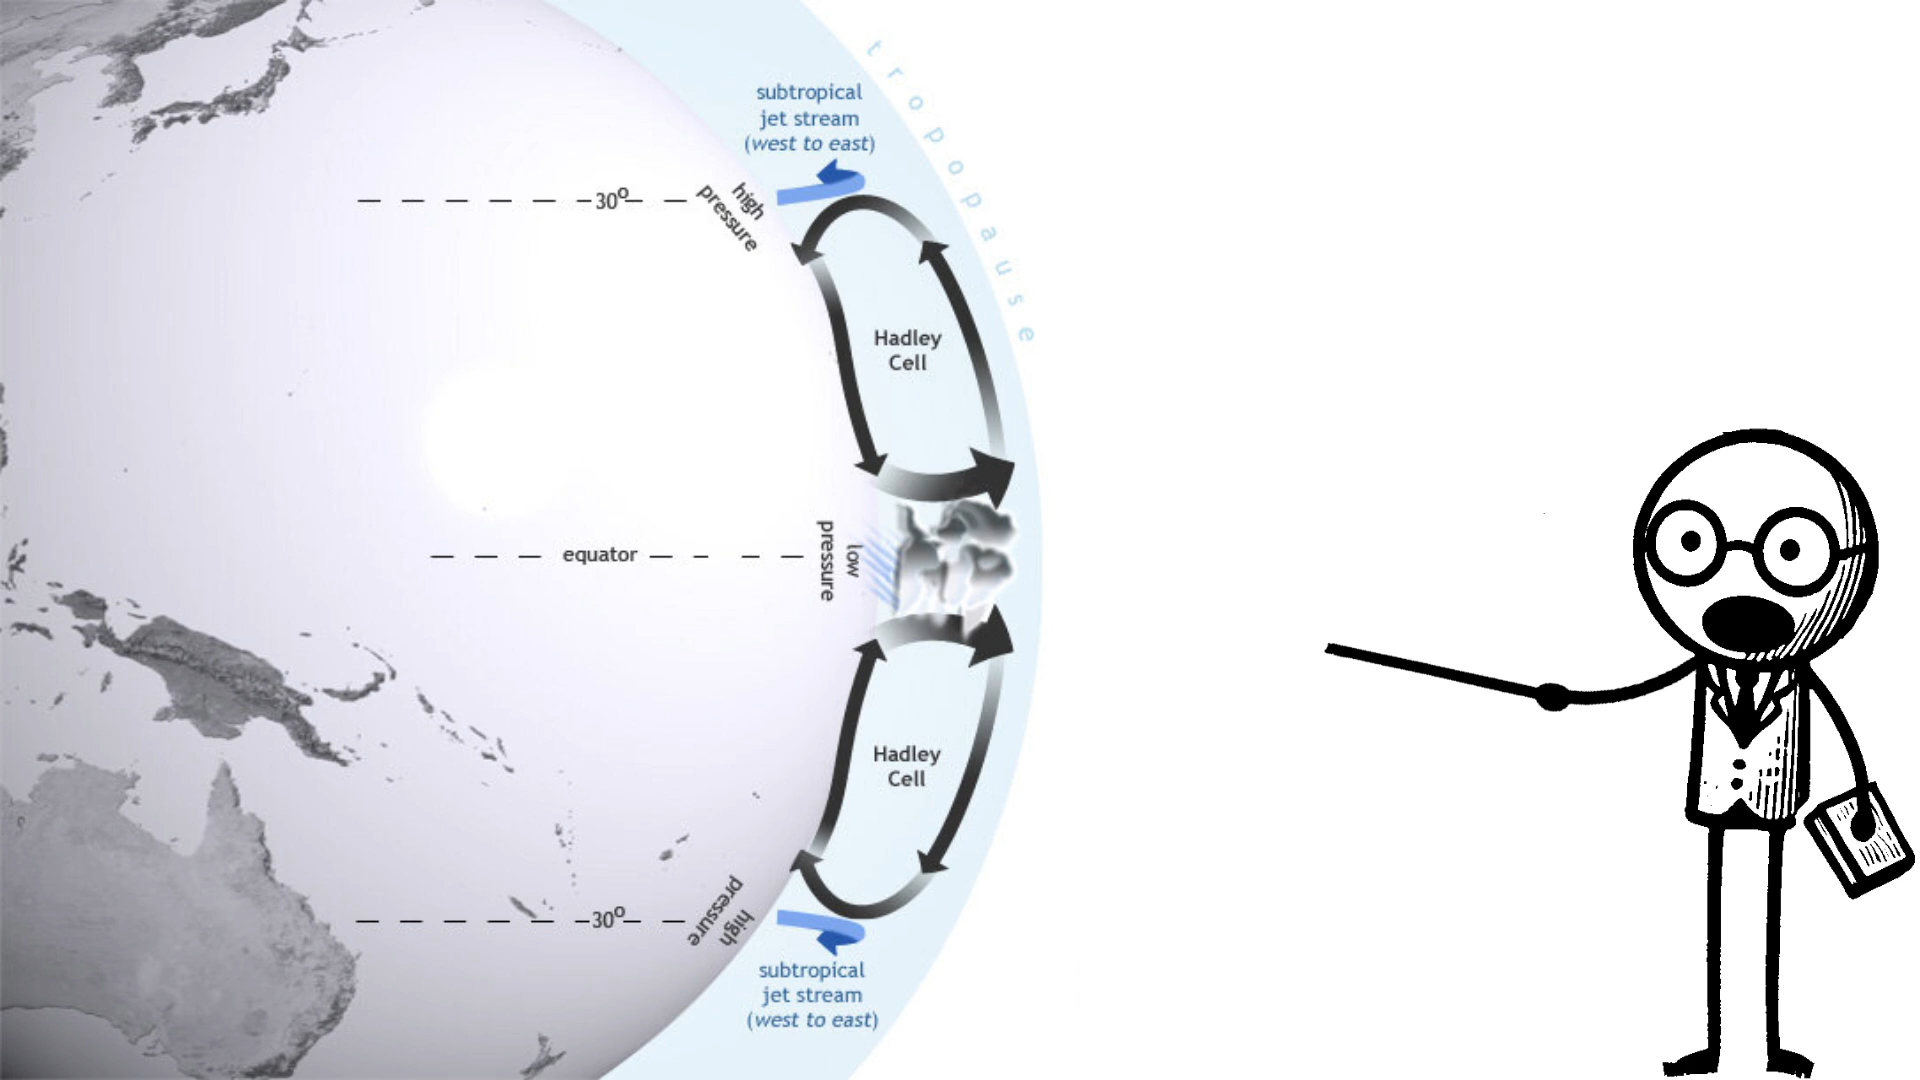 tropopause
subtropical
jet stream
(west to east)
30º
high
pressure
Hadley
Cell
equator
low
pressure
Hadley
Cell
30º
high
pressure
subtropical
jet stream
(west to east)